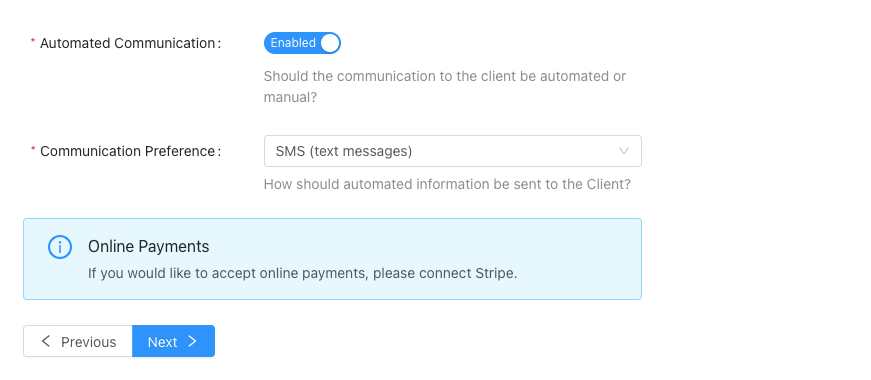 * Automated Communication:
Enabled
Should the communication to the client be automated or
manual?
* Communication Preference:
SMS (text messages)
How should automated information be sent to the Client?
Online Payments
If you would like to accept online payments, please connect Stripe.
Previous
Next